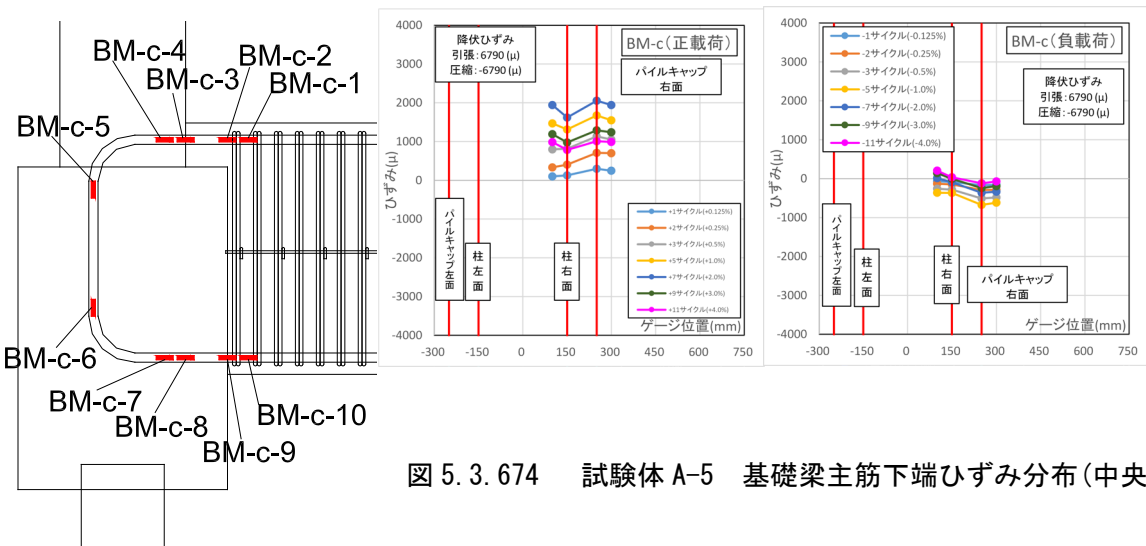 BM-c-4
BM-c-3
BM-c-2
BM-c-1
BM-c-5
BM-c-6
BM-c-7
BM-c-8
BM-c-9
BM-c-10
4000
3000
2000
1000
0
-1000
-2000
-3000
-4000
ひずみ(μ)
降伏ひずみ
引張:6790(μ)
圧縮:-6790(μ)
BM-c(正載荷)
パイルキャップ
右面
パイルキャップ左面
柱左面
柱右面
+1サイクル(+0.125%)
+2サイクル(+0.25%)
+3サイクル(+0.5%)
+5サイクル(+1.0%)
+7サイクル(+2.0%)
+9サイクル(+3.0%)
+11サイクル(+4.0%)
ゲージ位置(mm)
-300 -150 0 150 300 450 600 750
4000
3000
2000
1000
0
-1000
-2000
-3000
-4000
ひずみ(μ)
-1サイクル(-0.125%)
-2サイクル(-0.25%)
-3サイクル(-0.5%)
-5サイクル(-1.0%)
-7サイクル(-2.0%)
-9サイクル(-3.0%)
-11サイクル(-4.0%)
BM-c(負載荷)
降伏ひずみ
引張:6790(μ)
圧縮:-6790(μ)
パイルキャップ左面
柱左面
柱右面
パイルキャップ
右面
ゲージ位置(mm)
-300 -150 0 150 300 450 600 750
図 5.3.674 試験体 A-5 基礎梁主筋下端ひずみ分布(中央